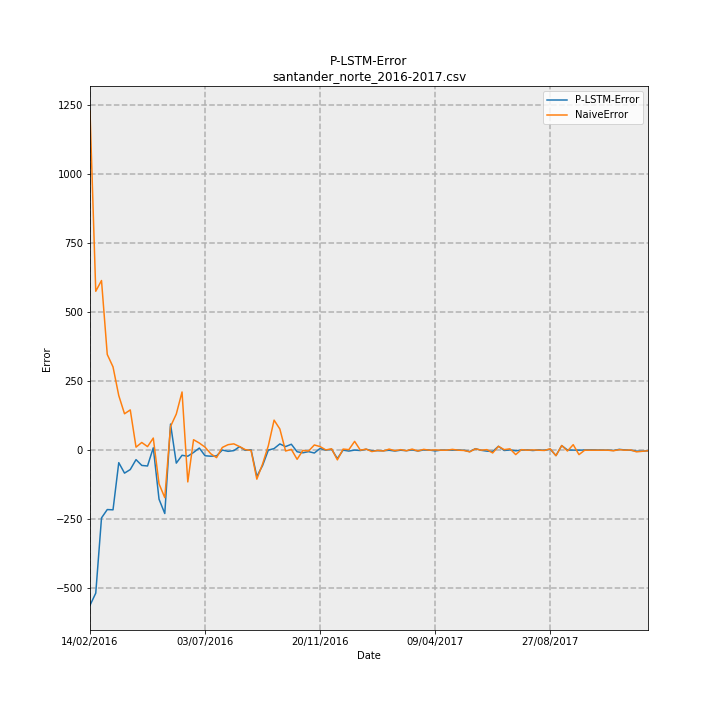 P-LSTM-Error
santander_norte_2016-2017.csv
P-LSTM-Error
NaiveError
1250
1000
750
500
250
0
−250
−500
Error
14/02/2016
03/07/2016
20/11/2016
09/04/2017
27/08/2017
Date